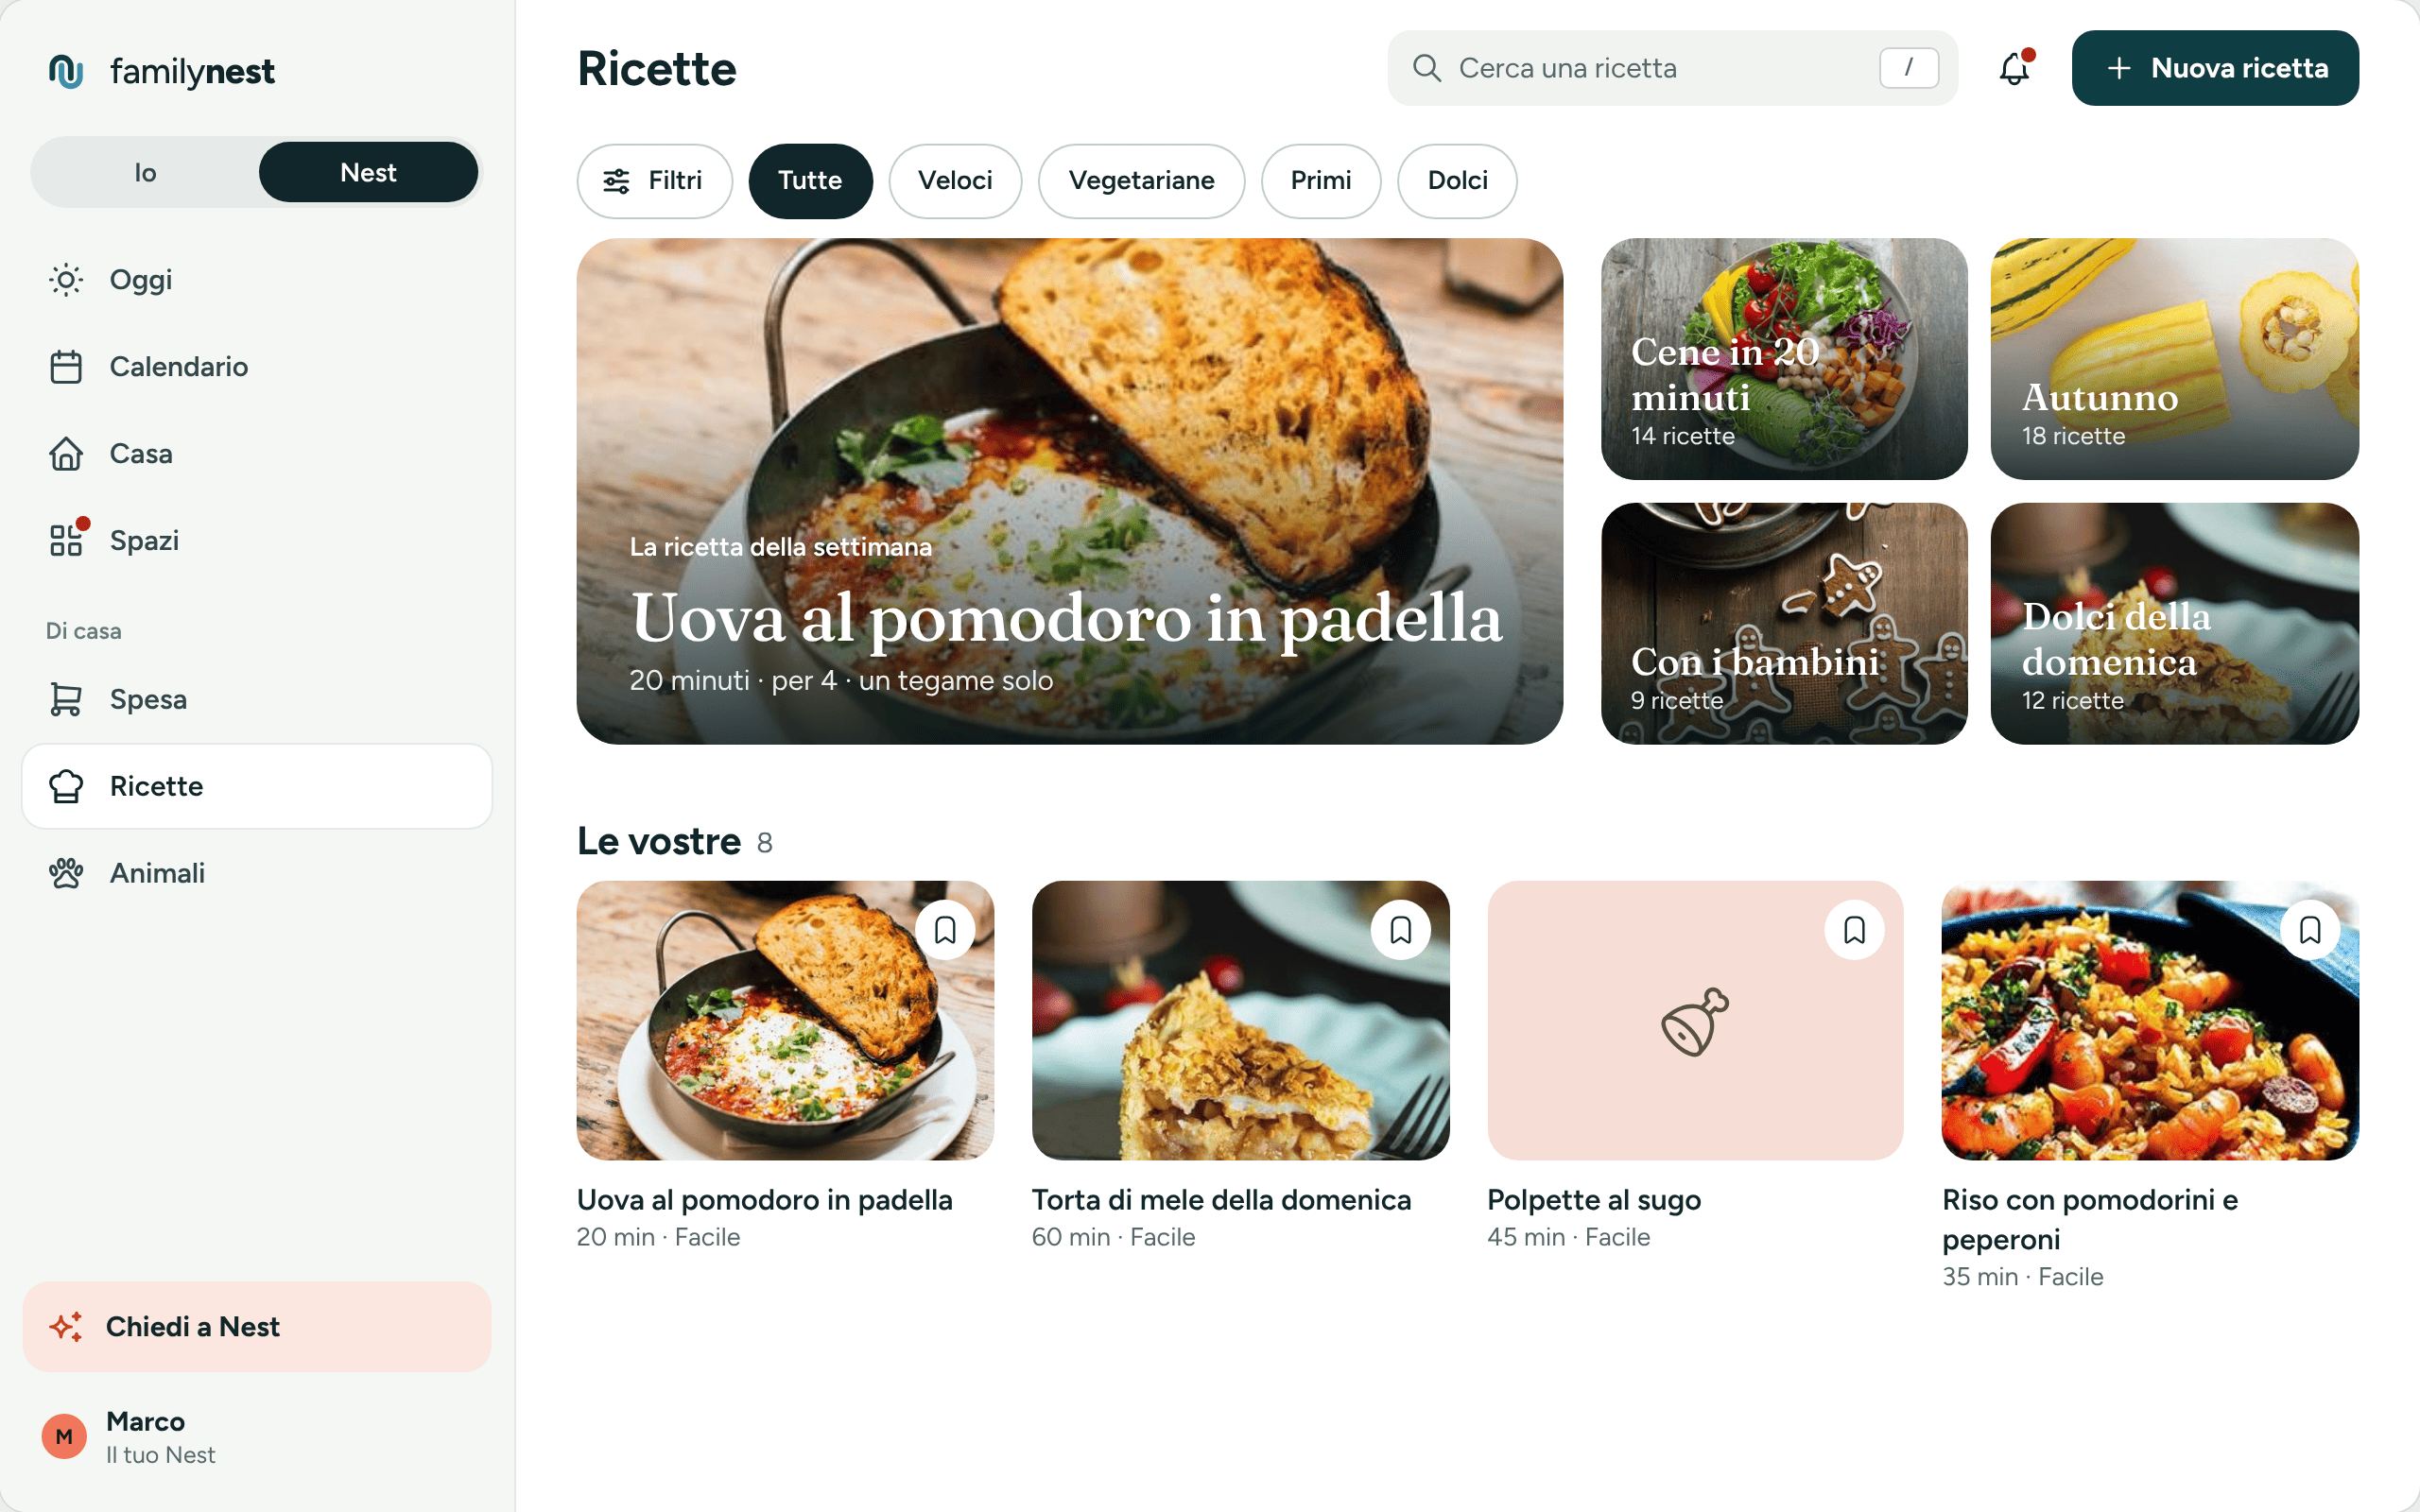 familynest
Io
Nest
Oggi
Calendario
Casa
Spazi
Di casa
Spesa
Ricette
Animali
Chiedi a Nest
M
Marco
Il tuo Nest
Ricette
Cerca una ricetta
/
Nuova ricetta
Filtri
Tutte
Veloci
Vegetariane
Primi
Dolci
La ricetta della settimana
Uova al pomodoro in padella
20 minuti · per 4 · un tegame solo
Cene in 20
minuti
14 ricette
Autunno
18 ricette
Con i bambini
9 ricette
Dolci della
domenica
12 ricette
Le vostre 8
Uova al pomodoro in padella
20 min · Facile
Torta di mele della domenica
60 min · Facile
Polpette al sugo
45 min · Facile
Riso con pomodorini e
peperoni
35 min · Facile